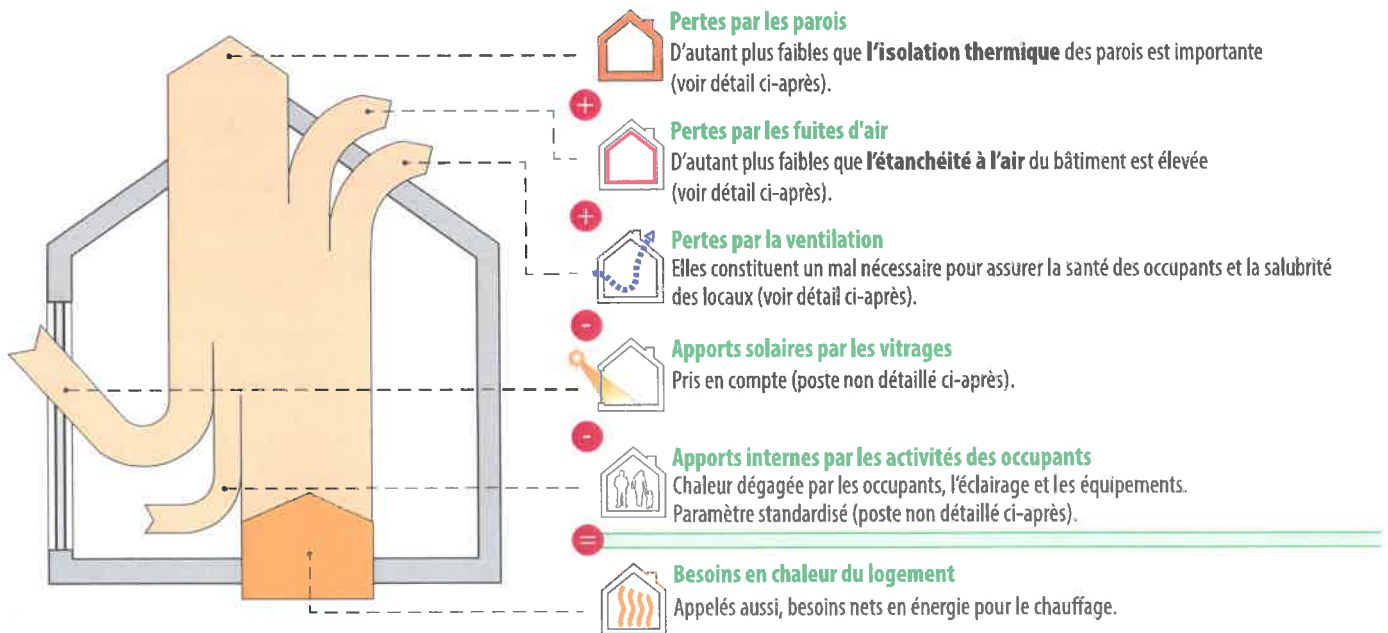 Pertes par les parois
D'autant plus faibles que l'isolation thermique des parois est importante
(voir détail ci-après).
+
Pertes par les fuites d'air
D'autant plus faibles que l'étanchéité à l'air du bâtiment est élevée
(voir détail ci-après).
+
Pertes par la ventilation
Elles constituent un mal nécessaire pour assurer la santé des occupants et la salubrité
des locaux (voir détail ci-après).
-
Apports solaires par les vitrages
Pris en compte (poste non détaillé ci-après).
-
Apports internes par les activités des occupants
Chaleur dégagée par les occupants, l'éclairage et les équipements.
Paramètre standardisé (poste non détaillé ci-après).
=
Besoins en chaleur du logement
Appelés aussi, besoins nets en énergie pour le chauffage.